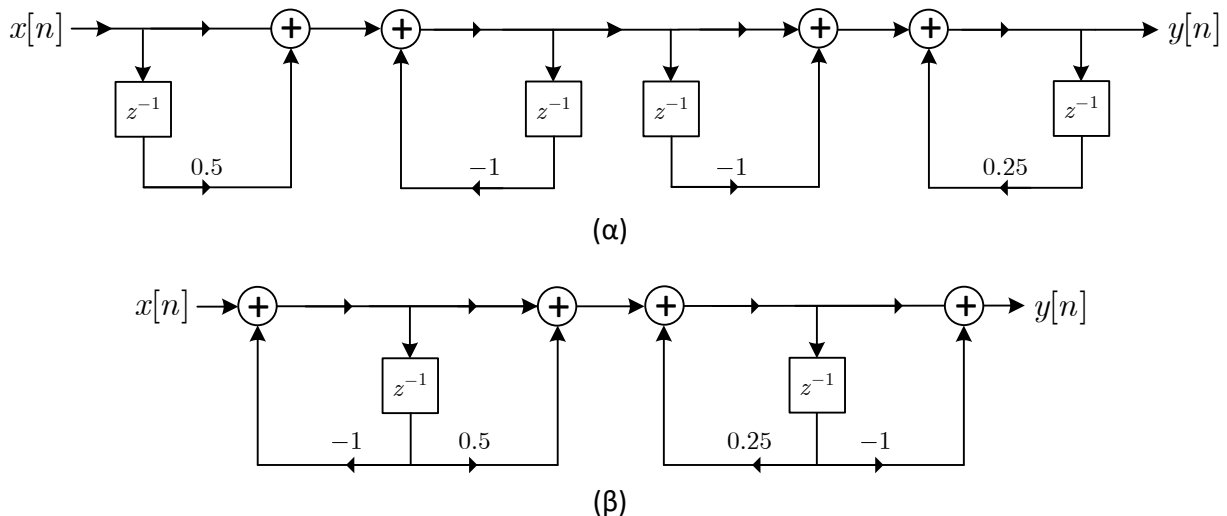 x[n] + + + + y[n]
z⁻¹ z⁻¹ z⁻¹ z⁻¹
0.5 −1 −1 0.25
(α)
x[n] + + + + y[n]
z⁻¹ z⁻¹
−1 0.5 0.25 −1
(β)